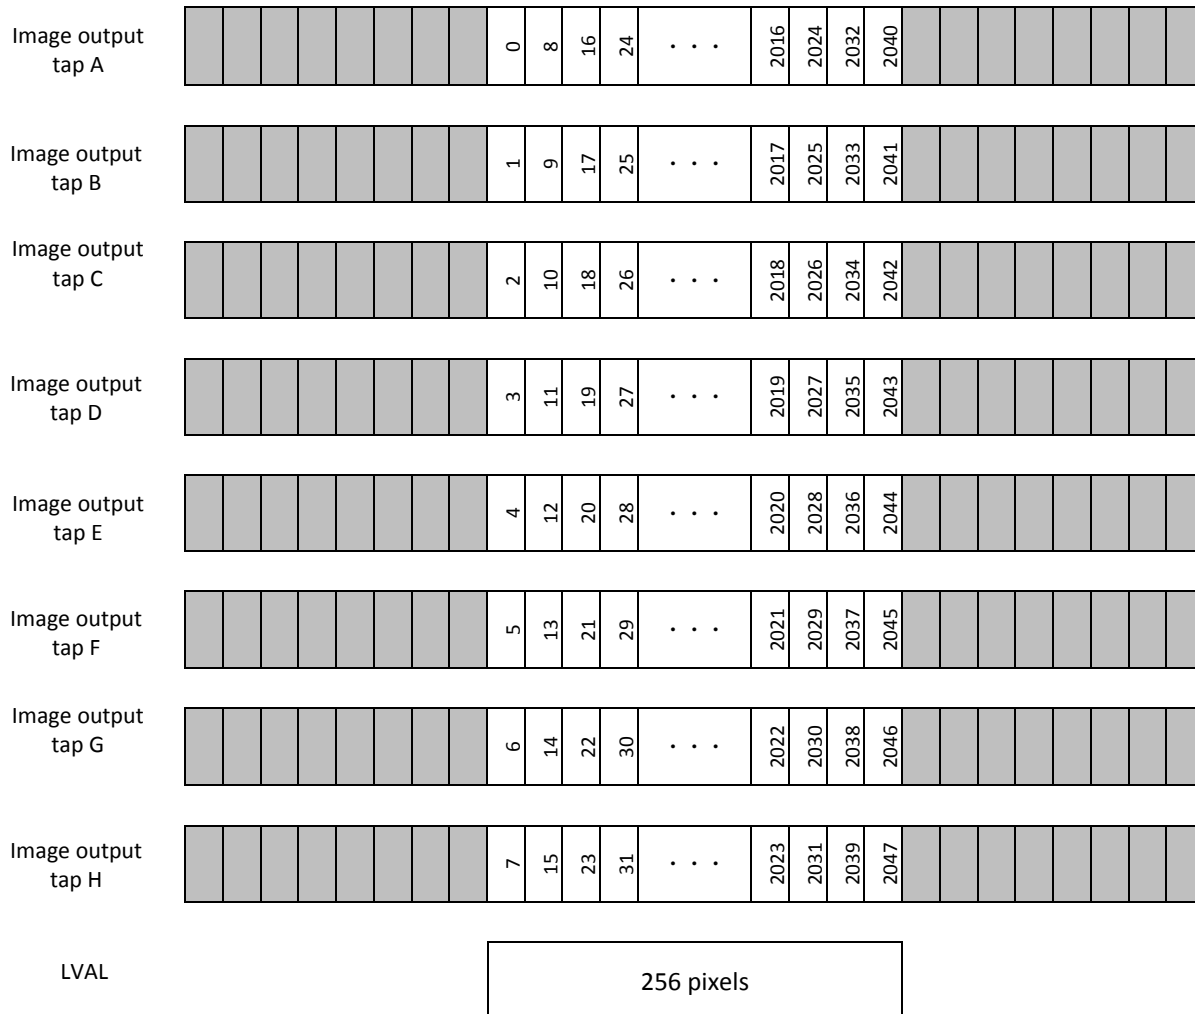 Image output
tap A
0 8 16 24 · · · 2016 2024 2032 2040
Image output
tap B
1 9 17 25 · · · 2017 2025 2033 2041
Image output
tap C
2 10 18 26 · · · 2018 2026 2034 2042
Image output
tap D
3 11 19 27 · · · 2019 2027 2035 2043
Image output
tap E
4 12 20 28 · · · 2020 2028 2036 2044
Image output
tap F
5 13 21 29 · · · 2021 2029 2037 2045
Image output
tap G
6 14 22 30 · · · 2022 2030 2038 2046
Image output
tap H
7 15 23 31 · · · 2023 2031 2039 2047
LVAL
256 pixels